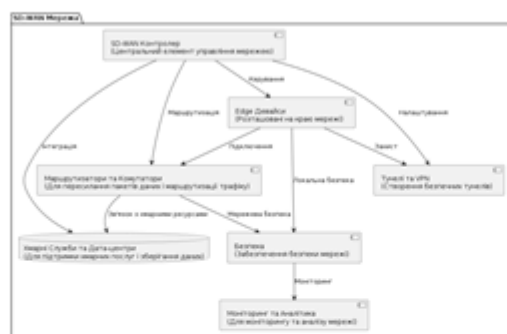 SD-WAN Мережа
SD-WAN Контролер
(Центральний елемент управління мережею)
Керування
Edge Девайси
(Розташовані на краю мережі)
Маршрутизація
Налаштування
Інтеграція
Підключення
Локальна безпека
Захист
Маршрутизатори та Комутатори
(Для пересилання пакетів даних і маршрутизації трафіку)
Тунелі та VPN
(Створення безпечних тунелів)
Зв'язок з хмарними ресурсами
Мережева безпека
Хмарні Служби та Дата-центри
(Для підтримки хмарних послуг і зберігання даних)
Безпека
(Забезпечення безпеки мережі)
Моніторинг
Моніторинг та Аналітика
(Для моніторингу та аналізу мережі)